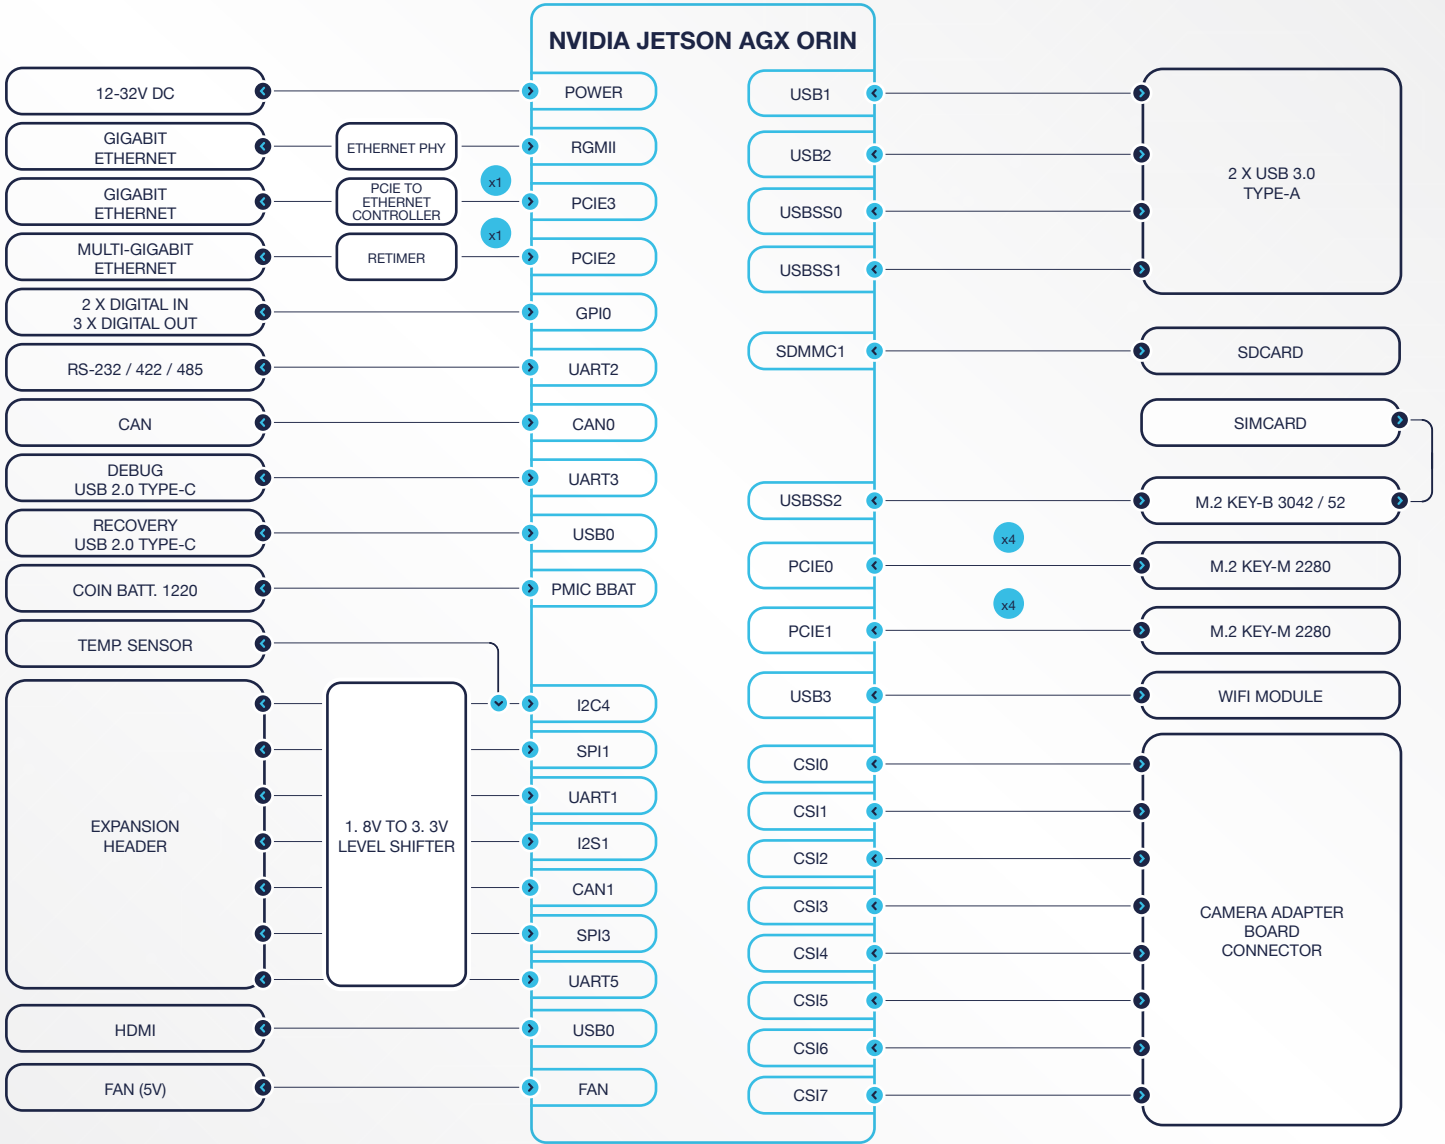 NVIDIA JETSON AGX ORIN
12-32V DC
POWER
GIGABIT
ETHERNET
ETHERNET PHY
RGMII
GIGABIT
ETHERNET
PCIE TO
ETHERNET
CONTROLLER
x1
PCIE3
MULTI-GIGABIT
ETHERNET
RETIMER
x1
PCIE2
2 X DIGITAL IN
3 X DIGITAL OUT
GPI0
RS-232 / 422 / 485
UART2
CAN
CAN0
DEBUG
USB 2.0 TYPE-C
UART3
RECOVERY
USB 2.0 TYPE-C
USB0
COIN BATT. 1220
PMIC BBAT
TEMP. SENSOR
EXPANSION
HEADER
1. 8V TO 3. 3V
LEVEL SHIFTER
I2C4
SPI1
UART1
I2S1
CAN1
SPI3
UART5
HDMI
USB0
FAN (5V)
FAN
USB1
USB2
USBSS0
USBSS1
2 X USB 3.0
TYPE-A
SDMMC1
SDCARD
SIMCARD
USBSS2
M.2 KEY-B 3042 / 52
PCIE0
x4
M.2 KEY-M 2280
PCIE1
x4
M.2 KEY-M 2280
USB3
WIFI MODULE
CSI0
CSI1
CSI2
CSI3
CSI4
CSI5
CSI6
CSI7
CAMERA ADAPTER
BOARD
CONNECTOR